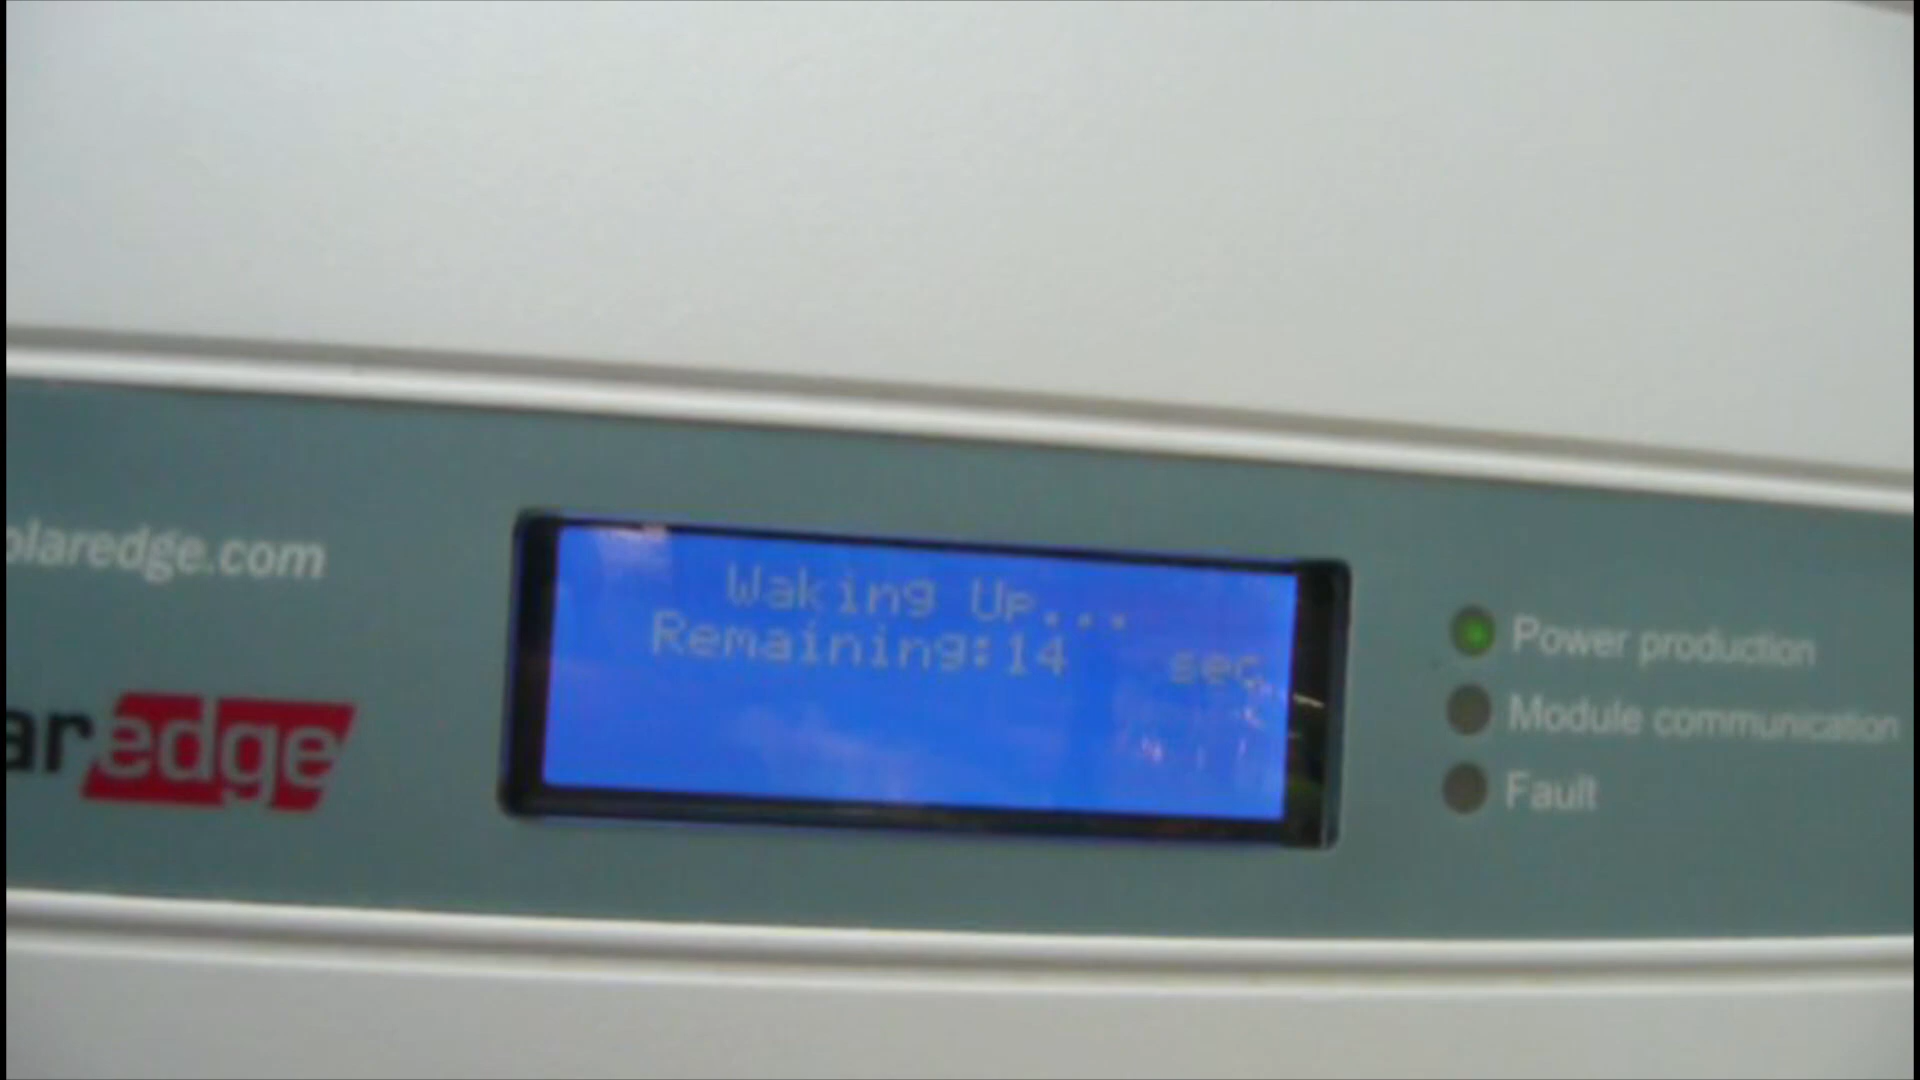 olaredge.com
aredge
Waking Up...
Remaining:14 sec
Power production
Module communication
Fault